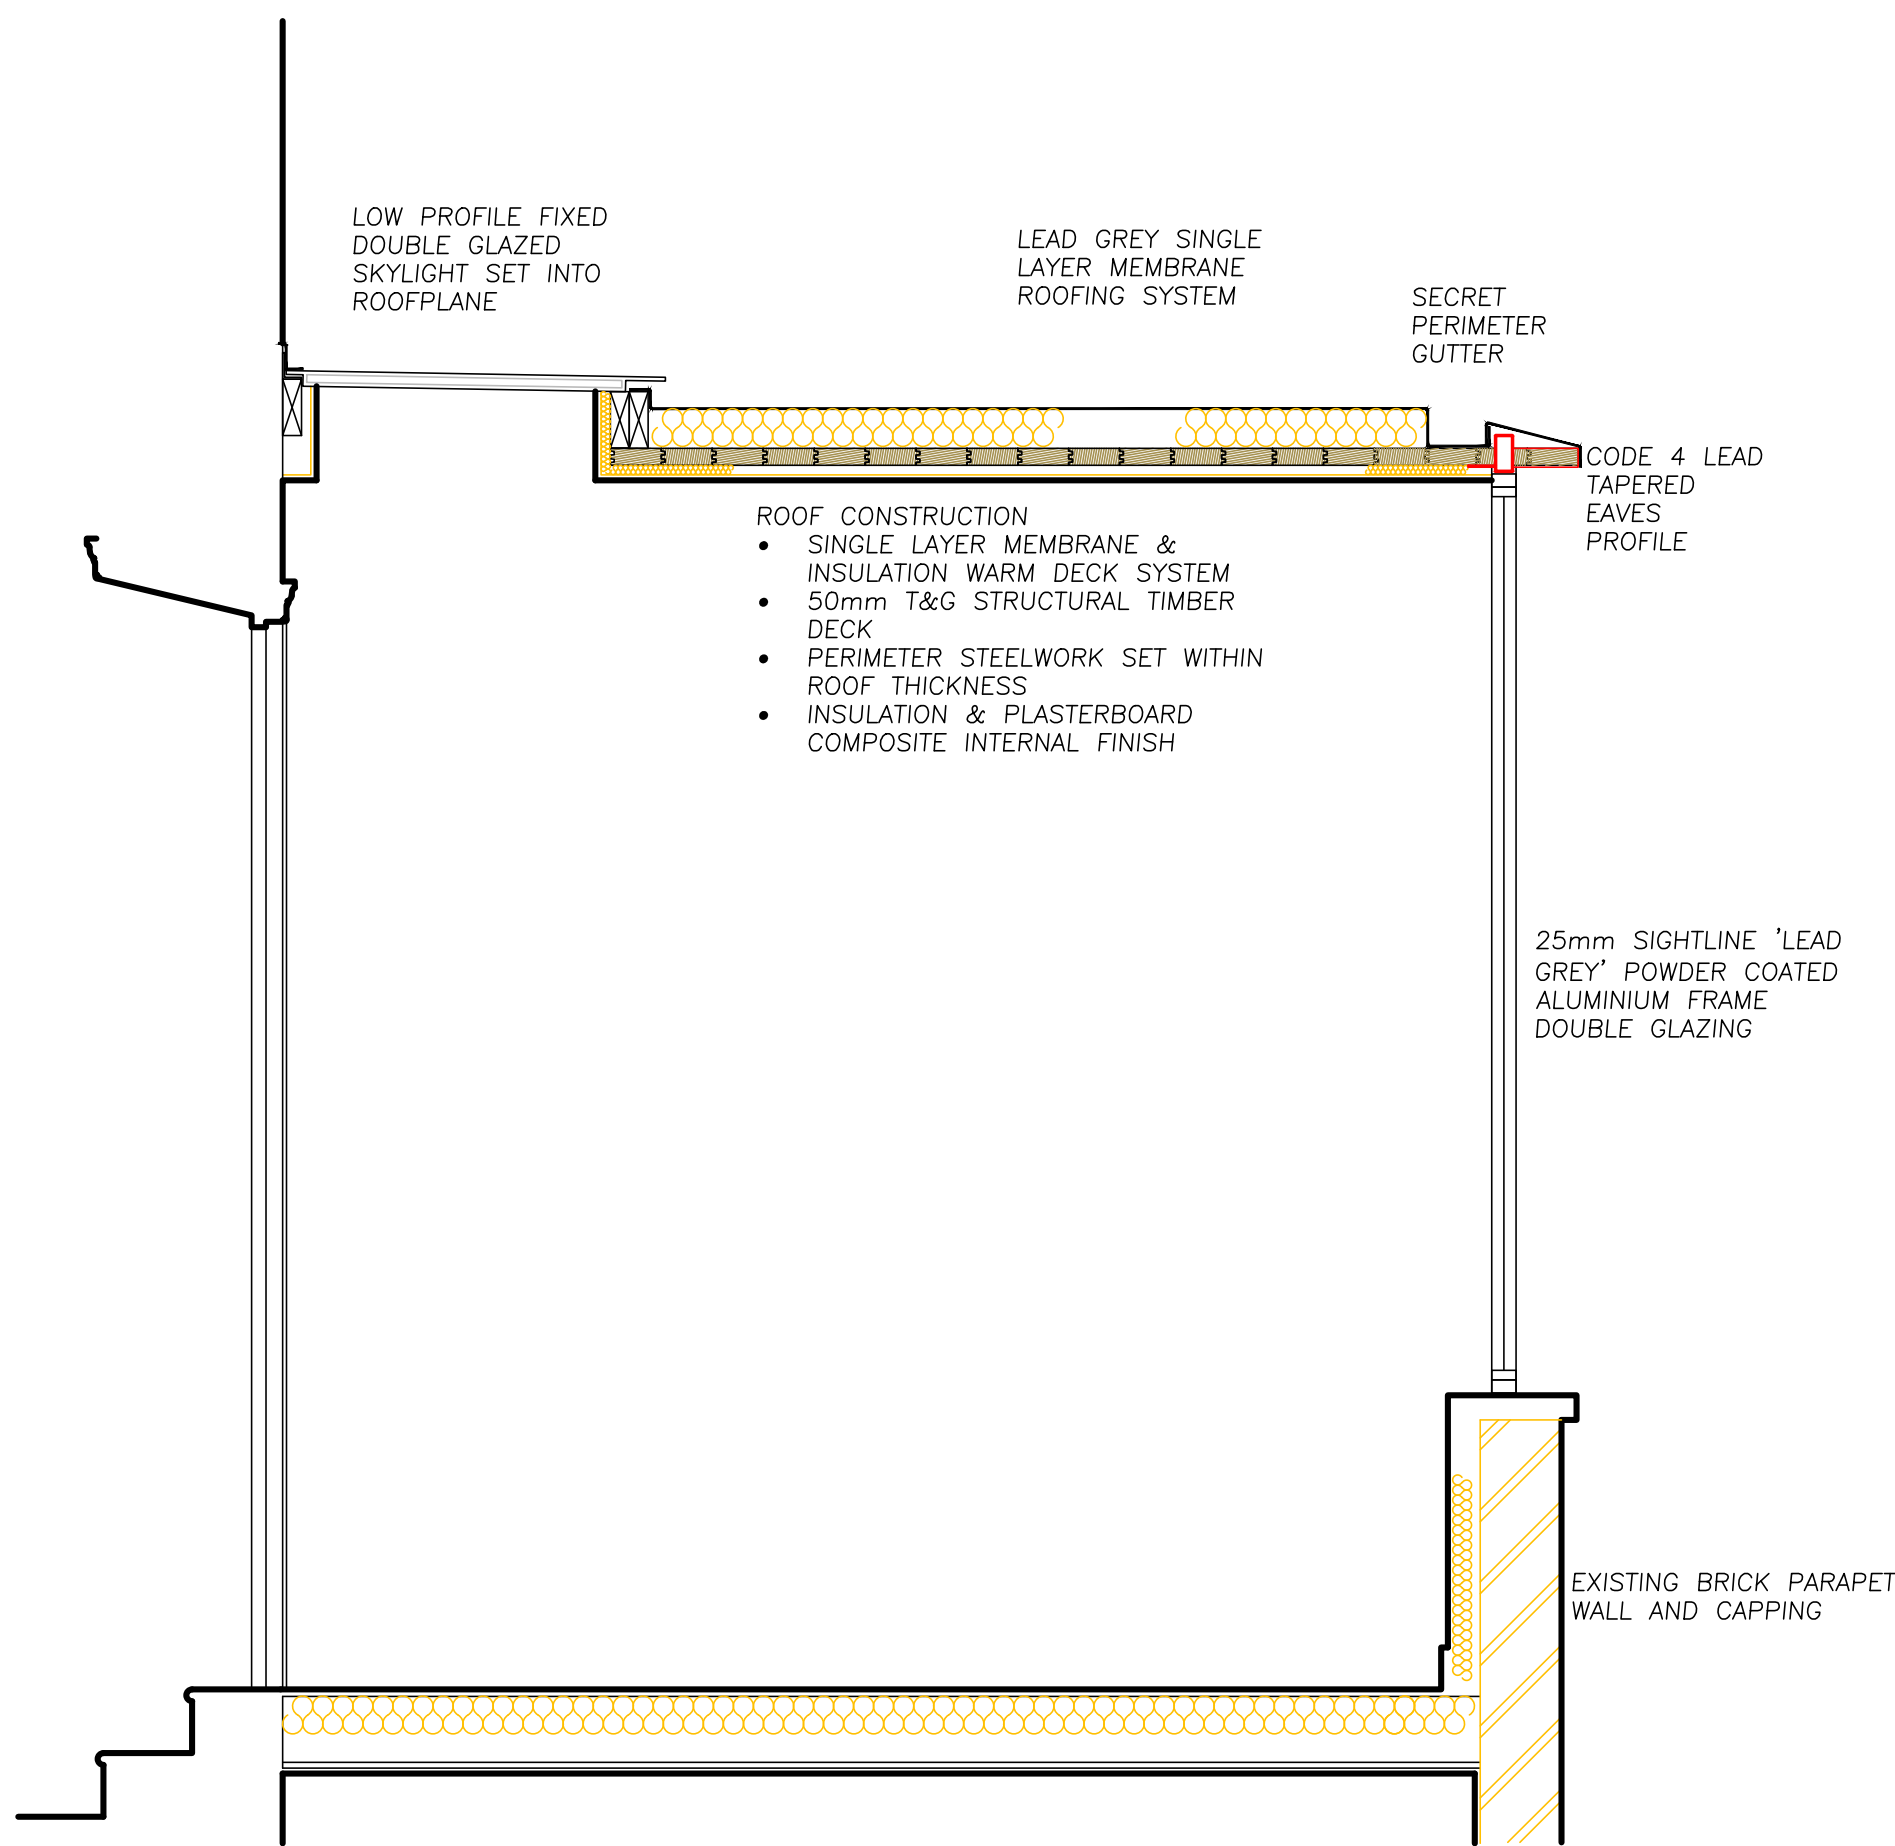 LOW PROFILE FIXED
DOUBLE GLAZED
SKYLIGHT SET INTO
ROOFPLANE
LEAD GREY SINGLE
LAYER MEMBRANE
ROOFING SYSTEM
SECRET
PERIMETER
GUTTER
CODE 4 LEAD
TAPERED
EAVES
PROFILE
ROOF CONSTRUCTION
• SINGLE LAYER MEMBRANE &
INSULATION WARM DECK SYSTEM
• 50mm T&G STRUCTURAL TIMBER
DECK
• PERIMETER STEELWORK SET WITHIN
ROOF THICKNESS
• INSULATION & PLASTERBOARD
COMPOSITE INTERNAL FINISH
25mm SIGHTLINE 'LEAD
GREY' POWDER COATED
ALUMINIUM FRAME
DOUBLE GLAZING
EXISTING BRICK PARAPET
WALL AND CAPPING